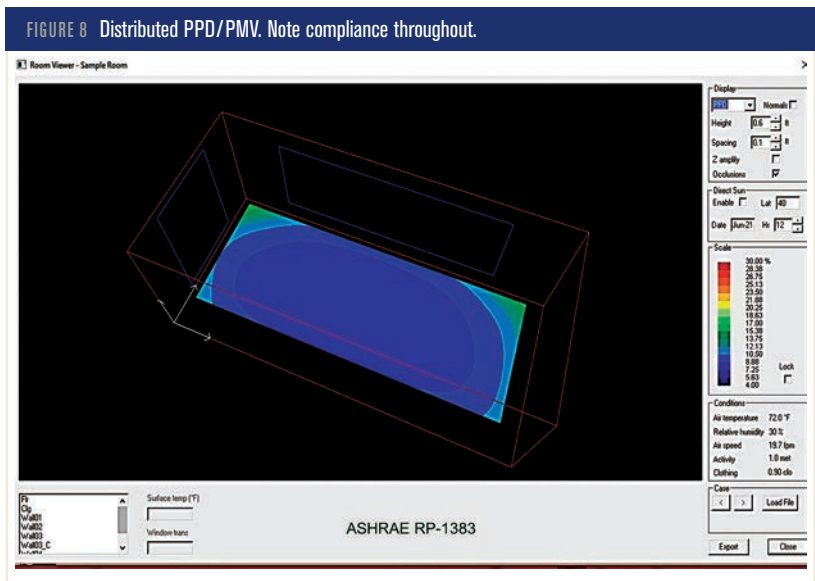 FIGURE 8 Distributed PPD/PMV. Note compliance throughout.
Room Viewer - Sample Room
Display
PPD
Normals
Height 0.6 ft
Spacing 0.1 ft
Z amplify
Occlusions
Direct Sun
Enable Lat 40
Date Jun-21 Hr 12
Scale
30.00 %
28.38
26.75
25.13
23.50
21.88
20.25
18.63
17.00
15.38
13.75
12.13
10.50
8.88
7.25
5.63
4.00
Lock
Conditions
Air temperature 72.0 °F
Relative humidity 30 %
Air speed 19.7 fpm
Activity 1.0 met
Clothing 0.90 clo
Case
< > Load File
Export Close
Flr
Clg
Wall01
Wall02
Wall03
Wall03_C
Surface temp (°F)
Window trans
ASHRAE RP-1383